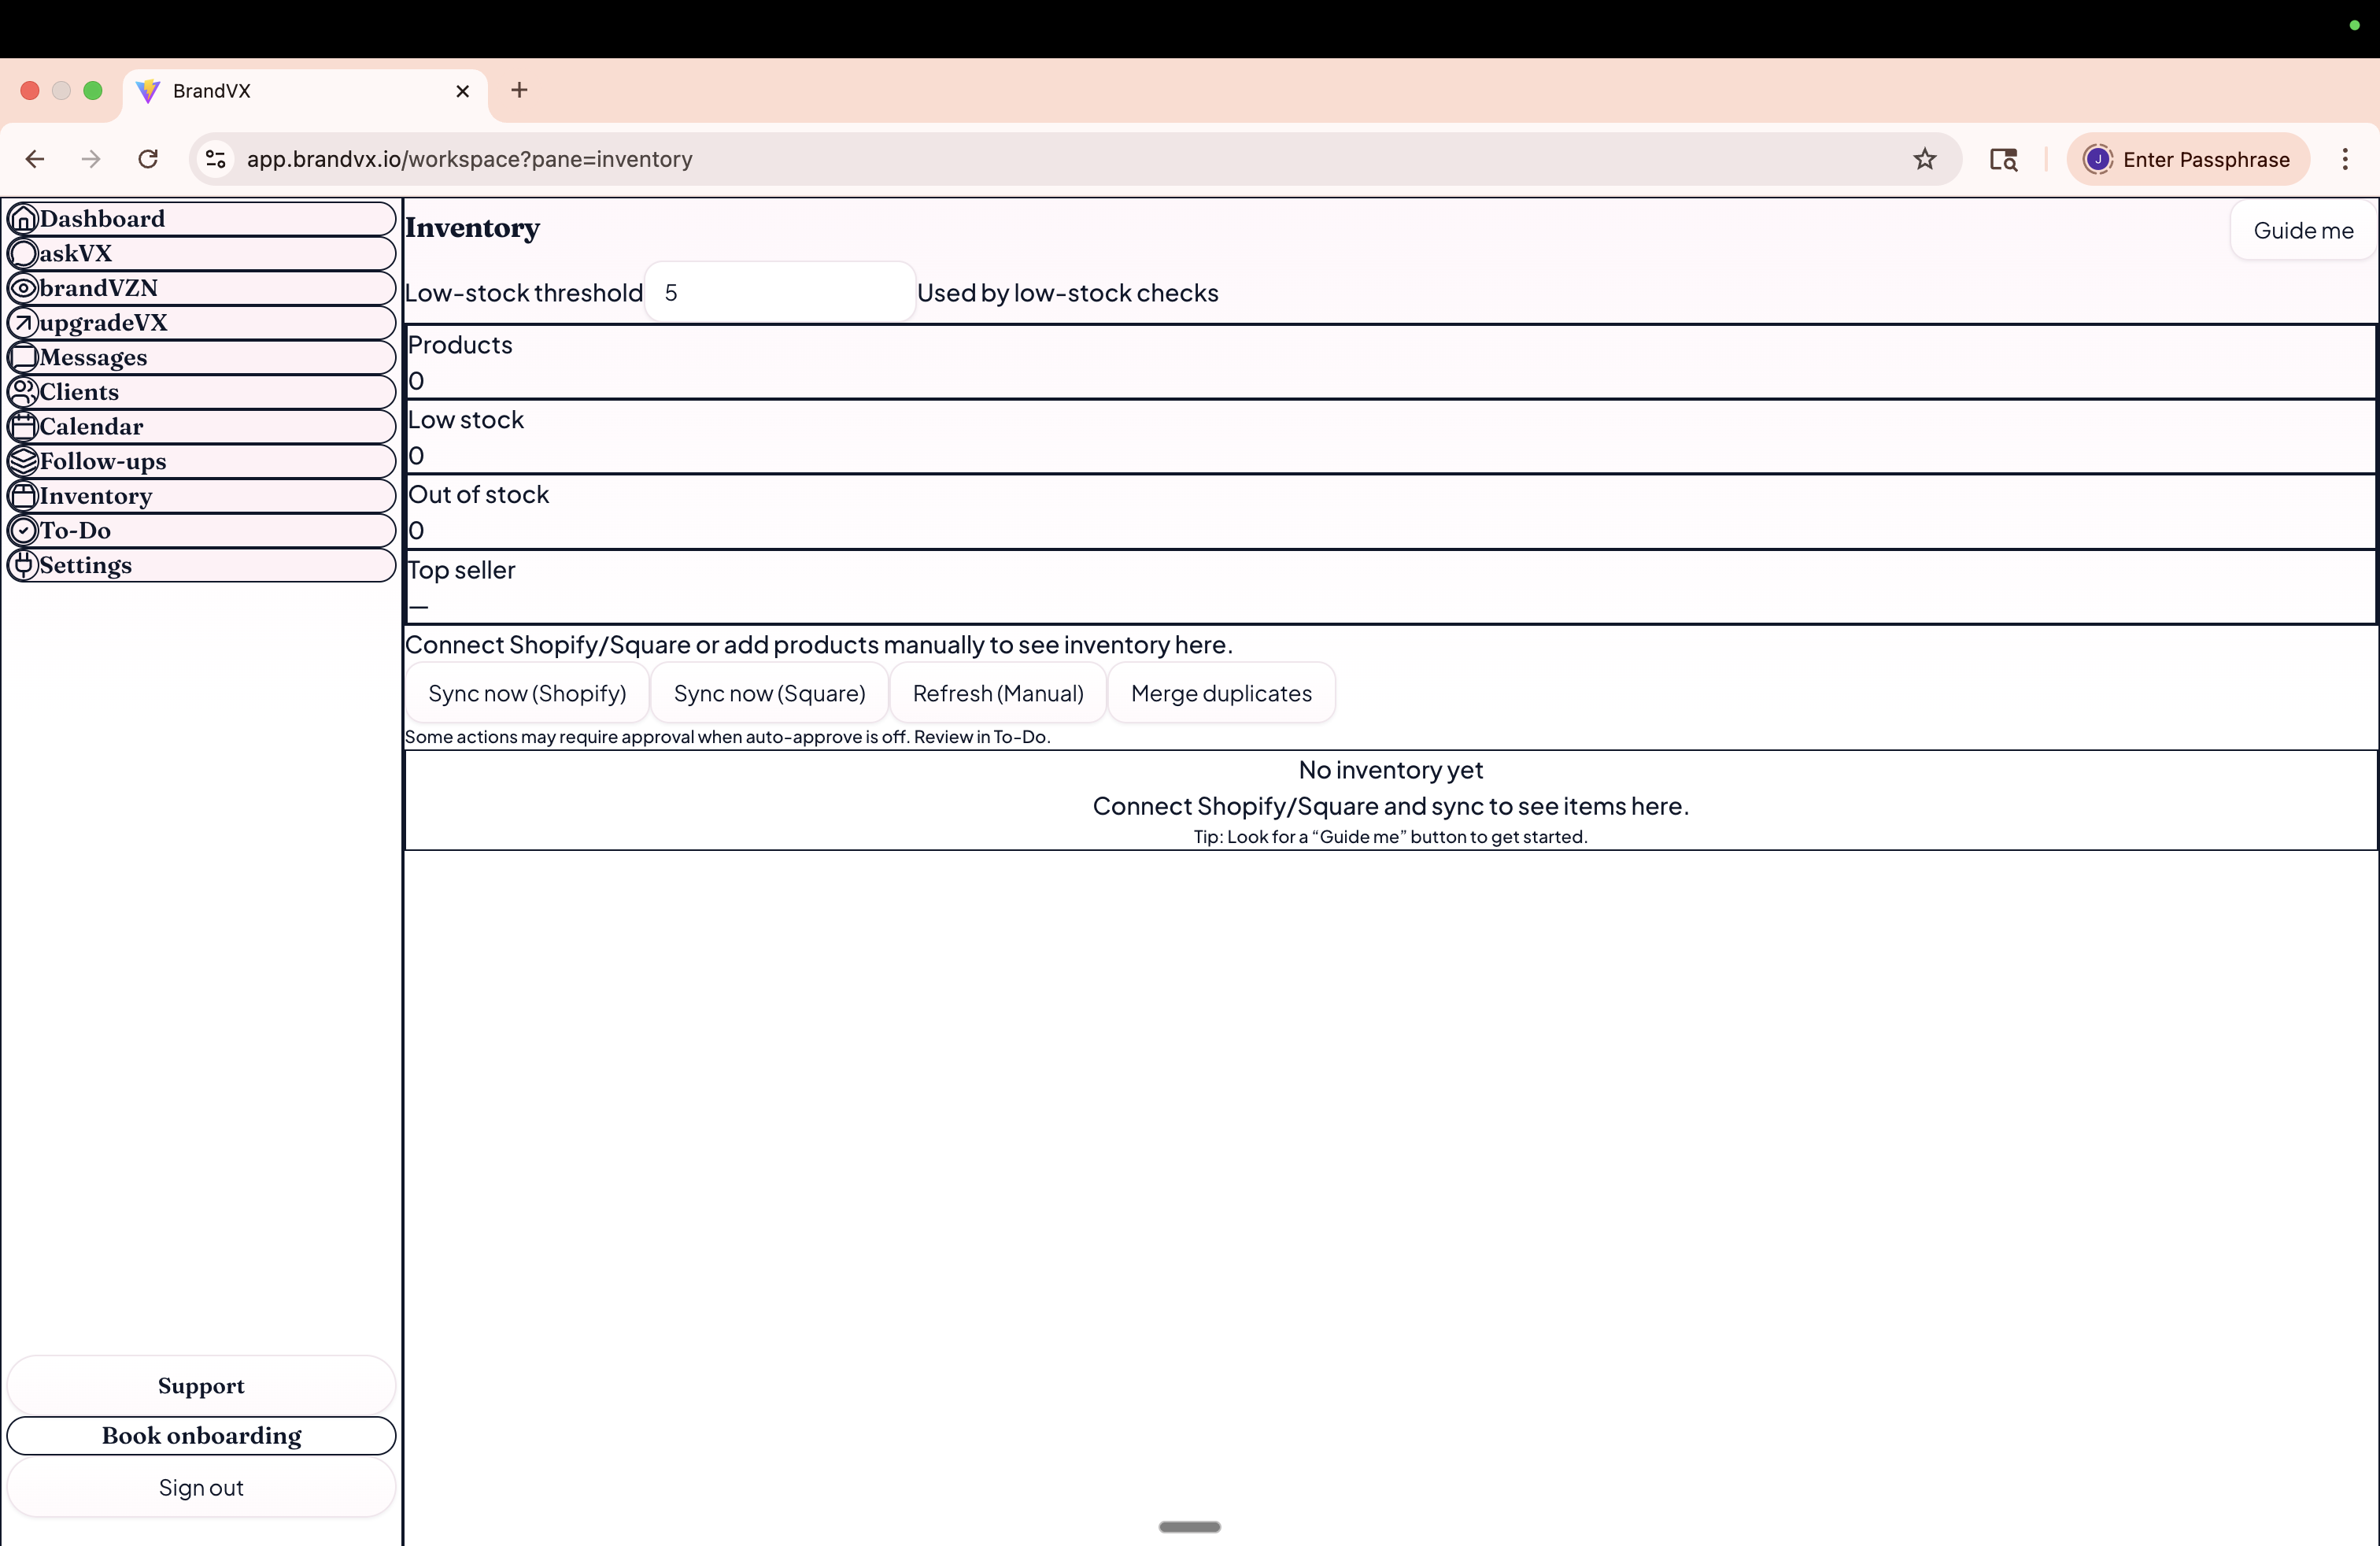 BrandVX
app.brandvx.io/workspace?pane=inventory
J
Enter Passphrase
Dashboard
askVX
brandVZN
upgradeVX
Messages
Clients
Calendar
Follow-ups
Inventory
To-Do
Settings
Support
Book onboarding
Sign out
Inventory
Guide me
Low-stock threshold 5 Used by low-stock checks
Products
0
Low stock
0
Out of stock
0
Top seller
—
Connect Shopify/Square or add products manually to see inventory here.
Sync now (Shopify) Sync now (Square) Refresh (Manual) Merge duplicates
Some actions may require approval when auto-approve is off. Review in To-Do.
No inventory yet
Connect Shopify/Square and sync to see items here.
Tip: Look for a “Guide me” button to get started.